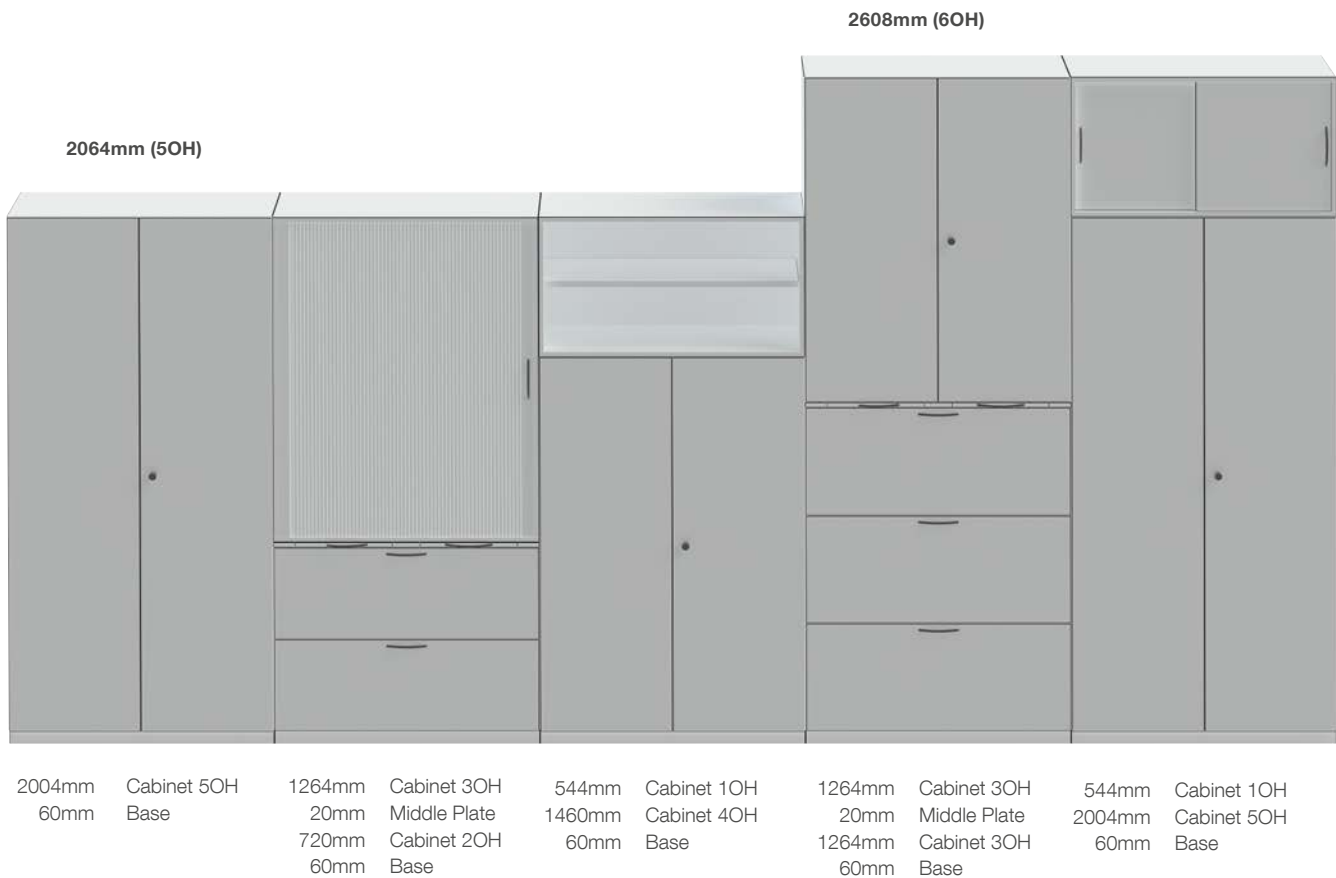 2608mm (6OH)
2064mm (5OH)
2004mm Cabinet 5OH
60mm Base
1264mm Cabinet 3OH
20mm Middle Plate
720mm Cabinet 2OH
60mm Base
544mm Cabinet 1OH
1460mm Cabinet 4OH
60mm Base
1264mm Cabinet 3OH
20mm Middle Plate
1264mm Cabinet 3OH
60mm Base
544mm Cabinet 1OH
2004mm Cabinet 5OH
60mm Base